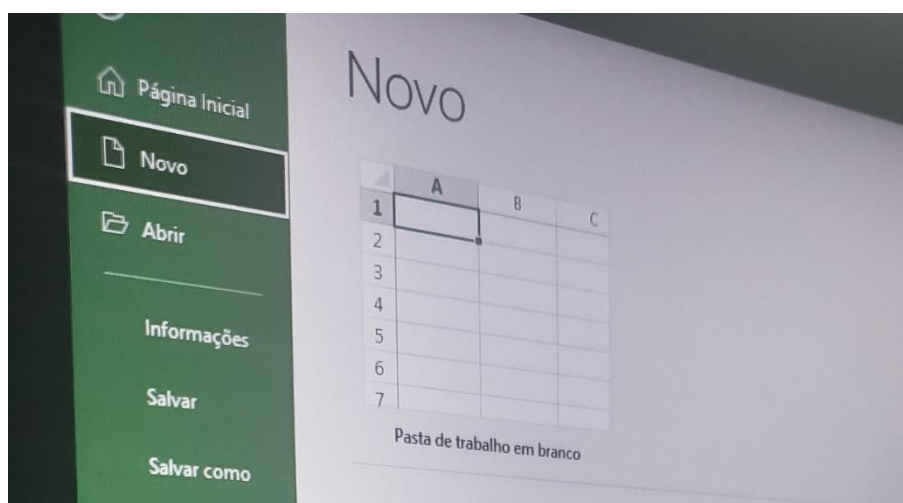 Página Inicial
Novo
Abrir
Informações
Salvar
Salvar como
Novo
A B C
1
2
3
4
5
6
7
Pasta de trabalho em branco